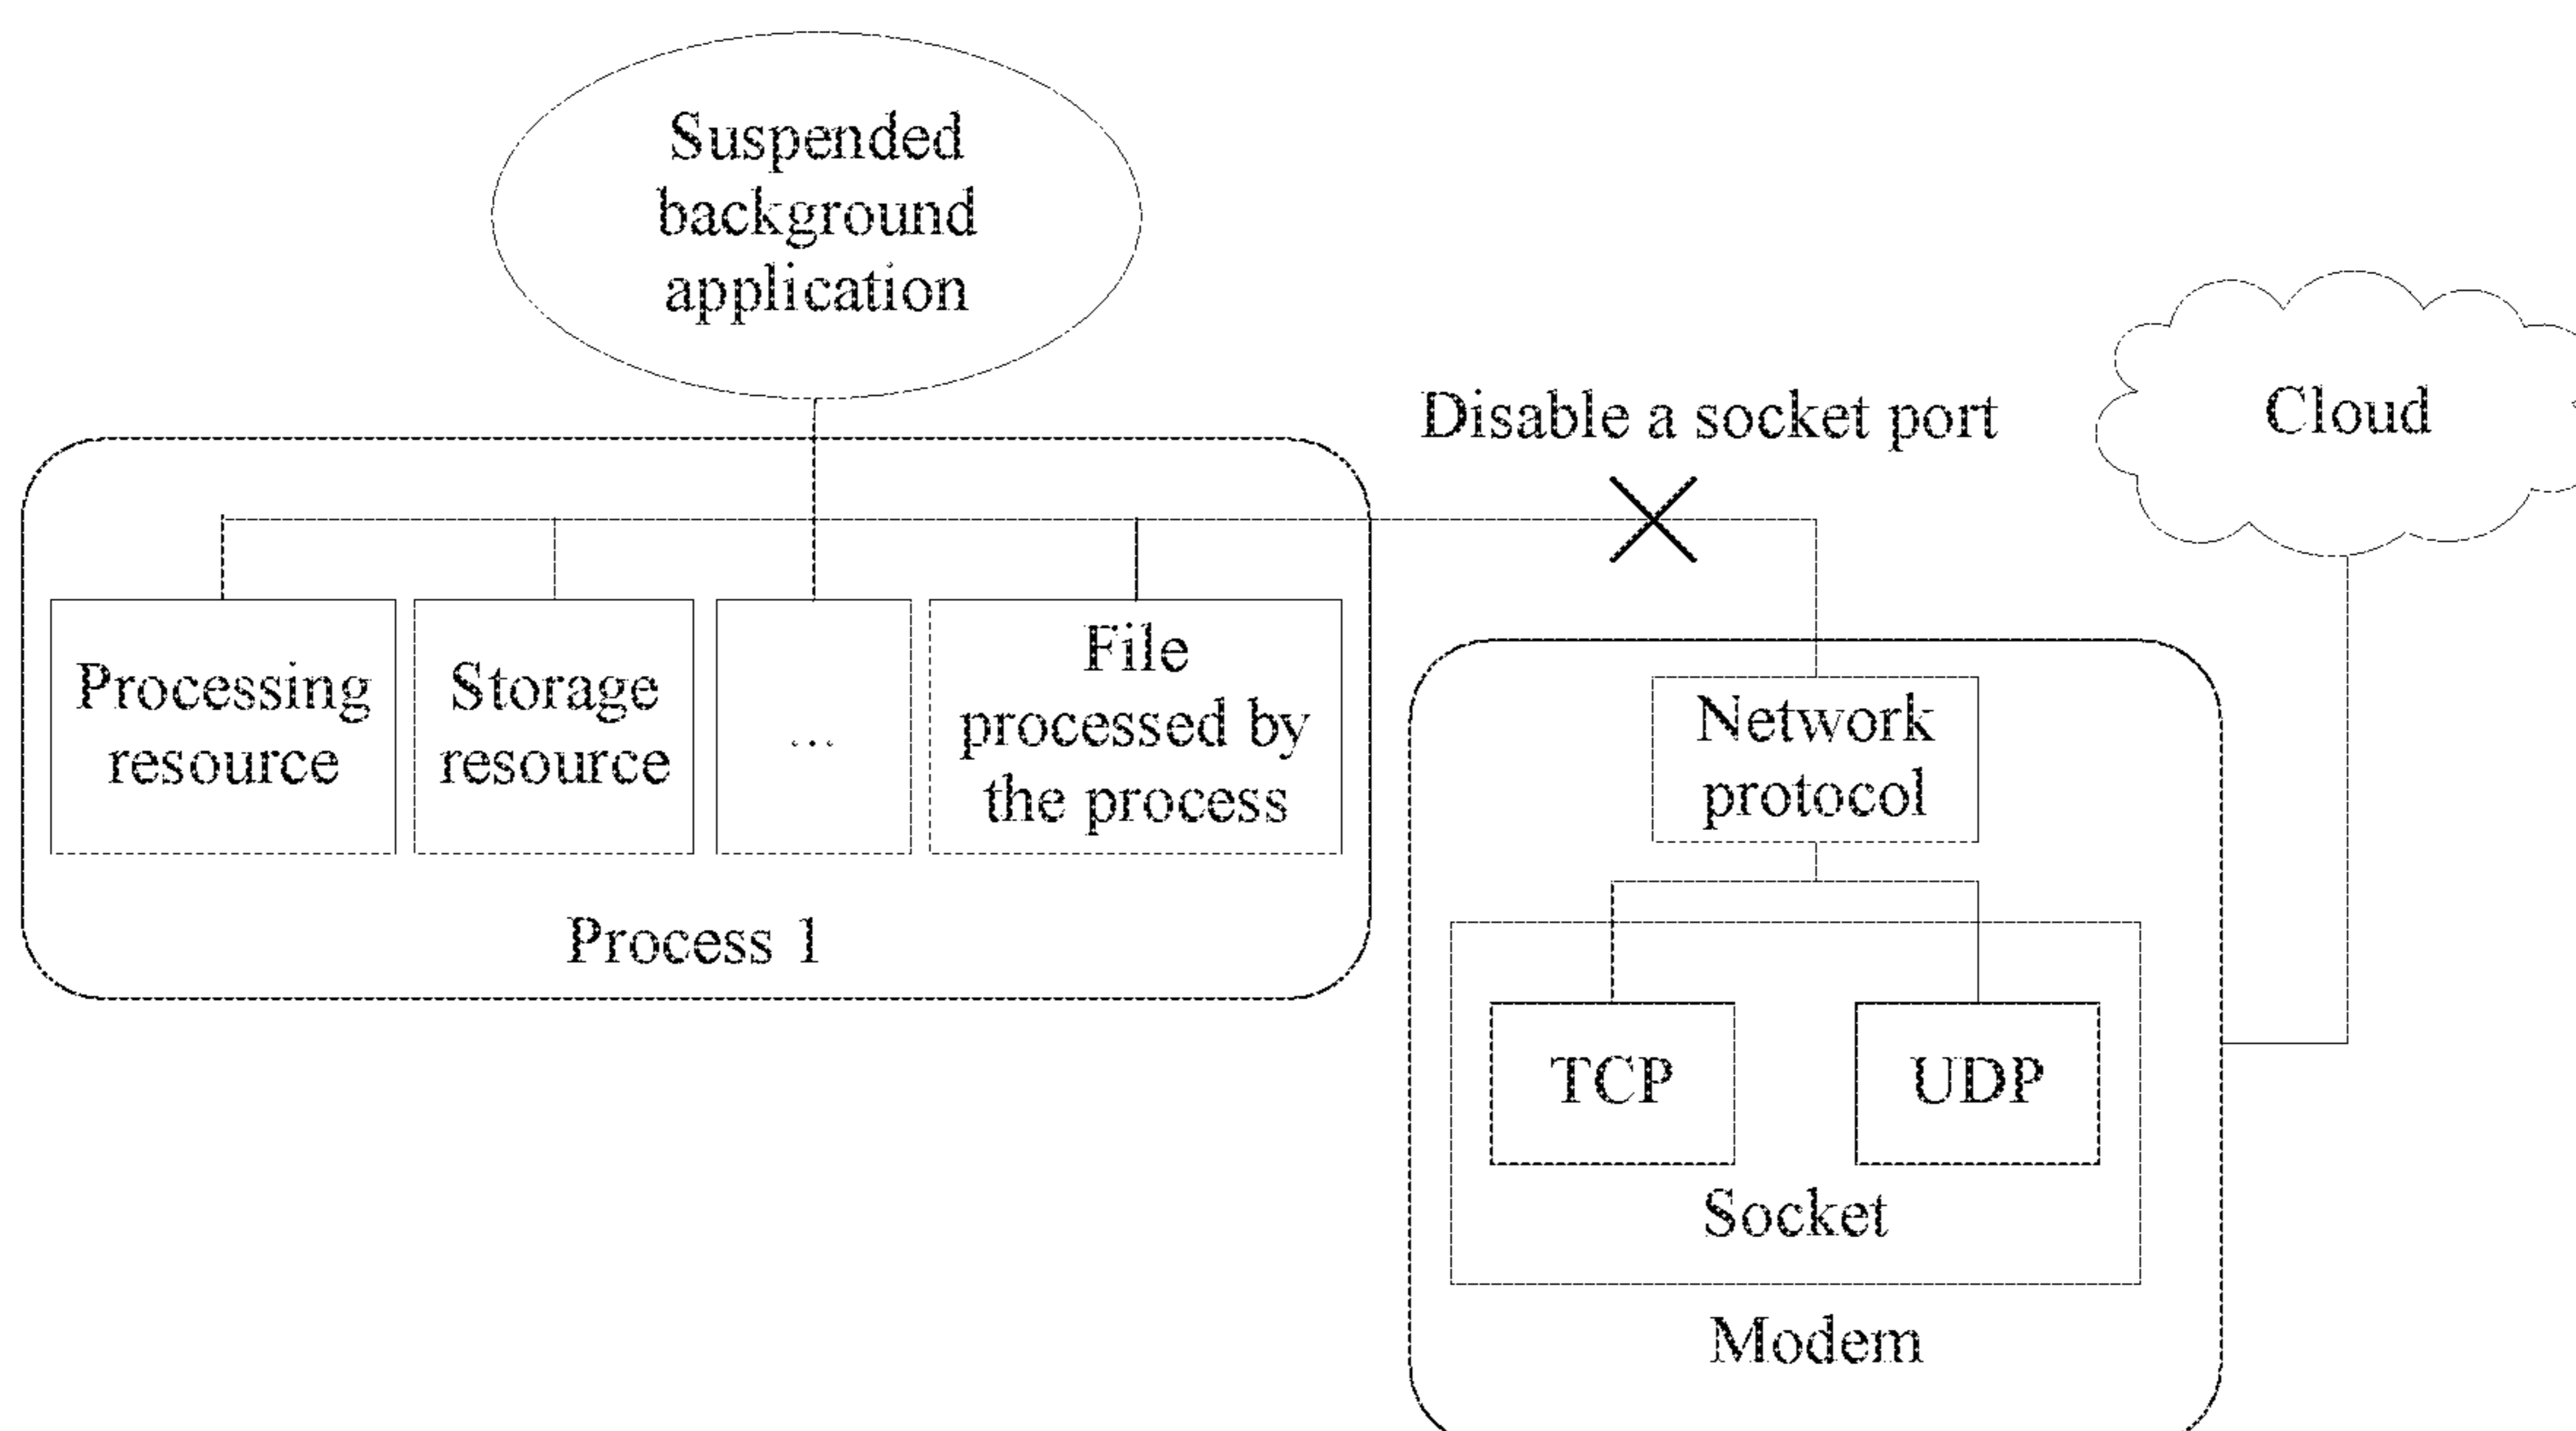 Suspended
background
application
Disable a socket port
Cloud
Processing
resource
Storage
resource
...
File
processed by
the process
Process 1
Network
protocol
TCP
UDP
Socket
Modem